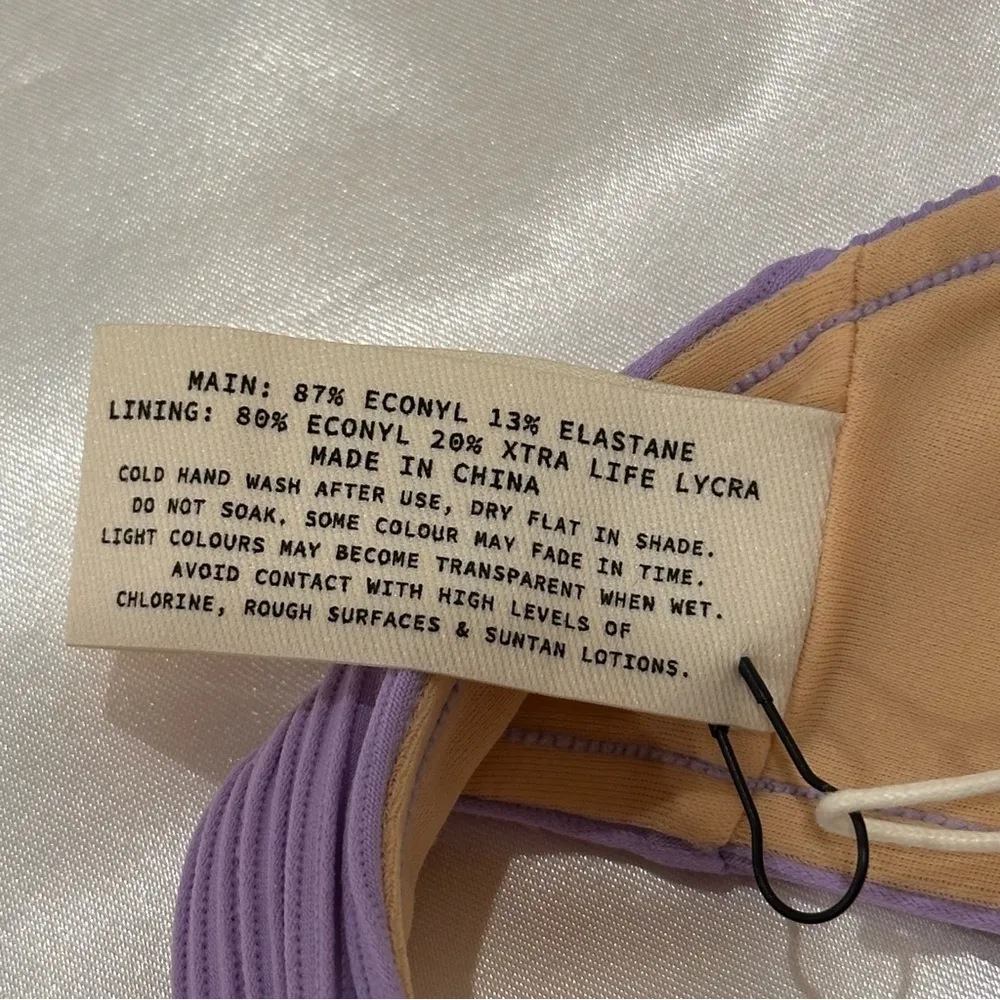 MAIN: 87% ECONYL 13% ELASTANE
LINING: 80% ECONYL 20% XTRA LIFE LYCRA
MADE IN CHINA
COLD HAND WASH AFTER USE, DRY FLAT IN SHADE.
DO NOT SOAK. SOME COLOUR MAY FADE IN TIME.
LIGHT COLOURS MAY BECOME TRANSPARENT WHEN WET.
AVOID CONTACT WITH HIGH LEVELS OF
CHLORINE, ROUGH SURFACES & SUNTAN LOTIONS.